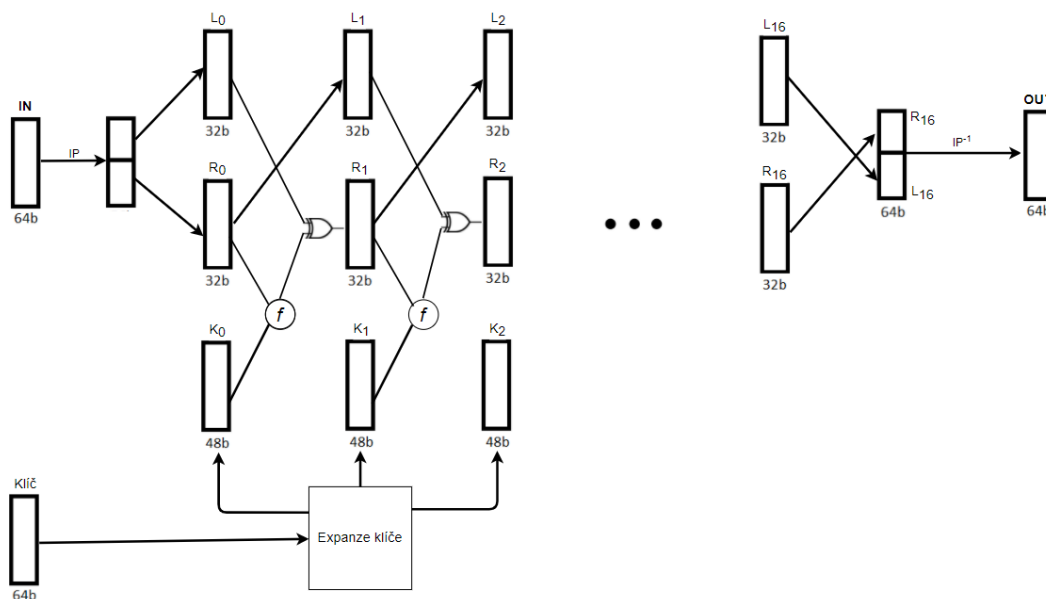 L0 L1 L2 L16
32b 32b 32b 32b
IN IP 64b
R0 R1 R2 R16
32b 32b 32b 32b
R16 L16 64b IP-1
OUT 64b
f f
K0 K1 K2
48b 48b 48b
Klíč
64b
Expanze klíče